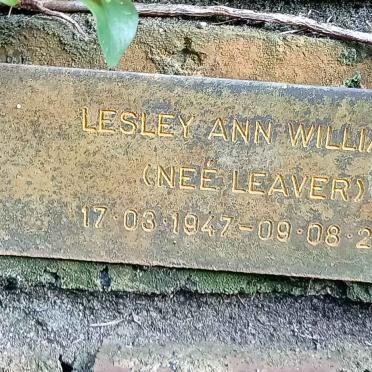 LESLEY ANN WILLIA
(NEÉ LEAVER)
17·03·1947-09·08·2